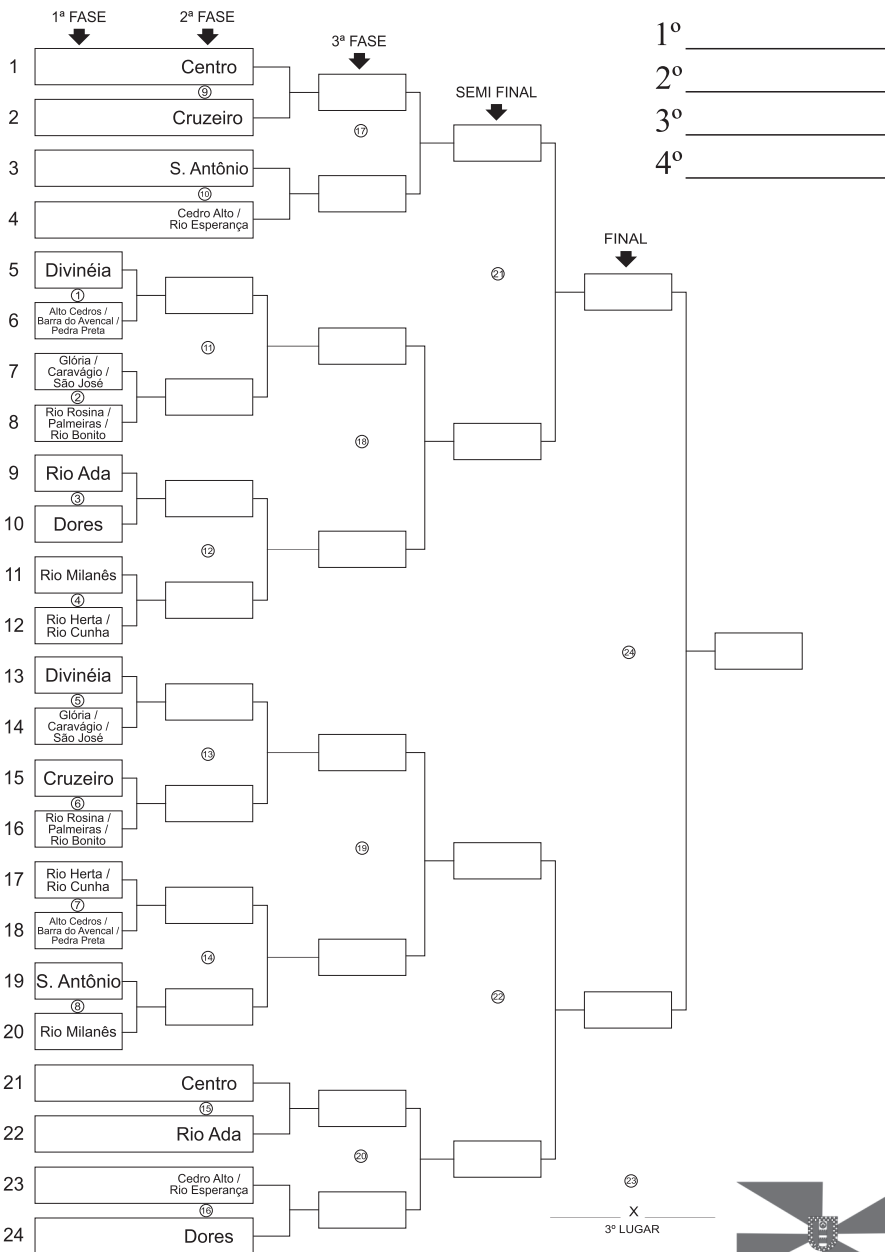 1ª FASE
2ª FASE
3ª FASE
SEMI FINAL
FINAL
1º
2º
3º
4º
1
Centro
9
2
Cruzeiro
17
3
S. Antônio
10
4
Cedro Alto /
Rio Esperança
21
5
Divinéia
1
6
Alto Cedros /
Barra do Avencal /
Pedra Preta
11
7
Glória /
Caravágio /
São José
2
8
Rio Rosina /
Palmeiras /
Rio Bonito
18
9
Rio Ada
3
10
Dores
12
11
Rio Milanês
4
12
Rio Herta /
Rio Cunha
24
13
Divinéia
5
14
Glória /
Caravágio /
São José
13
15
Cruzeiro
6
16
Rio Rosina /
Palmeiras /
Rio Bonito
19
17
Rio Herta /
Rio Cunha
7
18
Alto Cedros /
Barra do Avencal /
Pedra Preta
14
19
S. Antônio
8
20
Rio Milanês
22
21
Centro
15
22
Rio Ada
20
23
Cedro Alto /
Rio Esperança
16
24
Dores
23
X
3º LUGAR